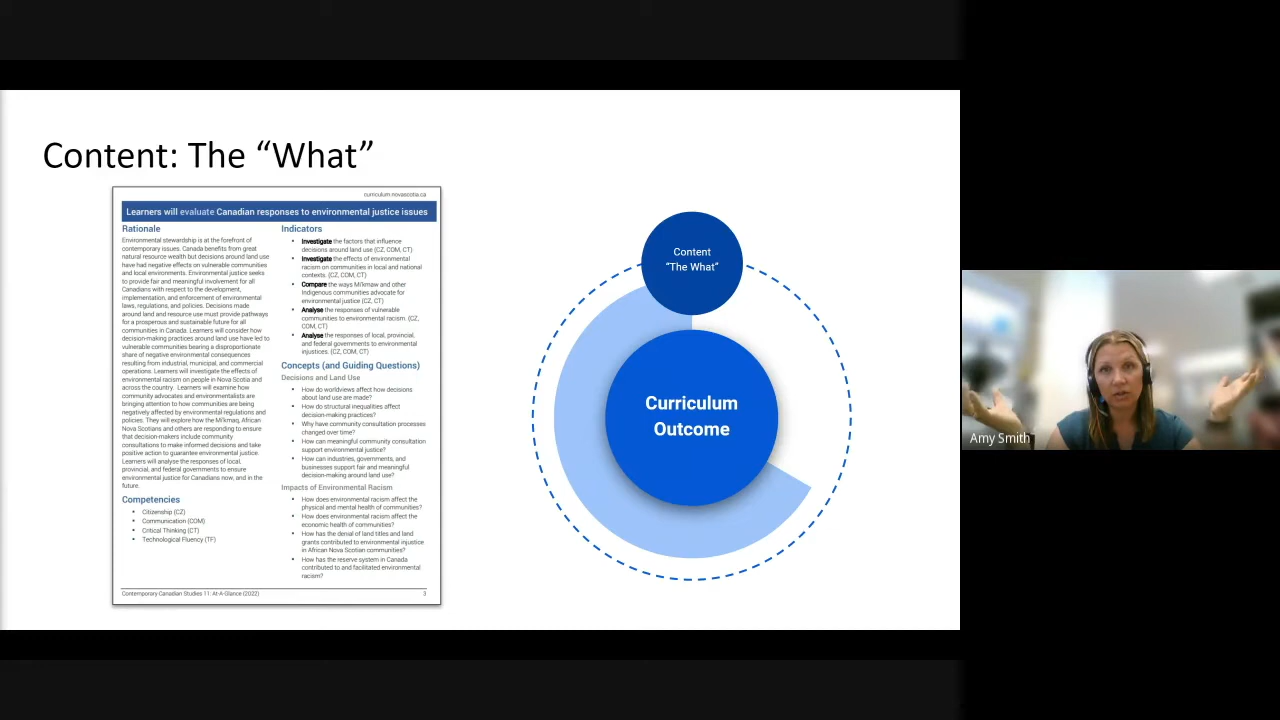 Content: The “What”
curriculum.novascotia.ca
Learners will evaluate Canadian responses to environmental justice issues
Rationale
Environmental stewardship is at the forefront of
contemporary issues. Canada benefits from great
natural resource wealth but decisions around land use
have had negative effects on vulnerable communities
and local environments. Environmental justice seeks
to provide fair and meaningful involvement for all
Canadians with respect to the development,
implementation, and enforcement of environmental
laws, regulations, and policies. Decisions made
around land and resource use must provide pathways
for a prosperous and sustainable future for all
communities in Canada. Learners will consider how
decision-making practices around land use have led to
vulnerable communities bearing a disproportionate
share of negative environmental consequences
resulting from industrial, municipal, and commercial
operations. Learners will investigate the effects of
environmental racism on people in Nova Scotia and
across the country. Learners will examine how
community advocates and environmentalists are
bringing attention to how communities are being
negatively affected by environmental regulations and
policies. They will explore how the Mi'kmaq, African
Nova Scotians and others are responding to ensure
that decision-makers include community
consultations to make informed decisions and take
positive action to guarantee environmental justice.
Learners will analyse the responses of local,
provincial, and federal governments to ensure
environmental justice for Canadians now, and in the
future.
Competencies
• Citizenship (CZ)
• Communication (COM)
• Critical Thinking (CT)
• Technological Fluency (TF)
Indicators
• Investigate the factors that influence
decisions around land use (CZ, COM, CT)
• Investigate the effects of environmental
racism on communities in local and national
contexts. (CZ, COM, CT)
• Compare the ways Mi'kmaw and other
Indigenous communities advocate for
environmental justice (CZ, CT)
• Analyse the responses of vulnerable
communities to environmental racism. (CZ,
COM, CT)
• Analyse the responses of local, provincial,
and federal governments to environmental
injustices. (CZ, COM, CT)
Concepts (and Guiding Questions)
Decisions and Land Use
• How do worldviews affect how decisions
about land use are made?
• How do structural inequalities affect
decision-making practices?
• Why have community consultation processes
changed over time?
• How can meaningful community consultation
support environmental justice?
• How can industries, governments, and
businesses support fair and meaningful
decision-making around land use?
Impacts of Environmental Racism
• How does environmental racism affect the
physical and mental health of communities?
• How does environmental racism affect the
economic health of communities?
• How has the denial of land titles and land
grants contributed to environmental injustice
in African Nova Scotian communities?
• How has the reserve system in Canada
contributed to and facilitated environmental
racism?
Contemporary Canadian Studies 11: At-A-Glance (2022)
3
Content
“The What”
Curriculum
Outcome
Amy Smith